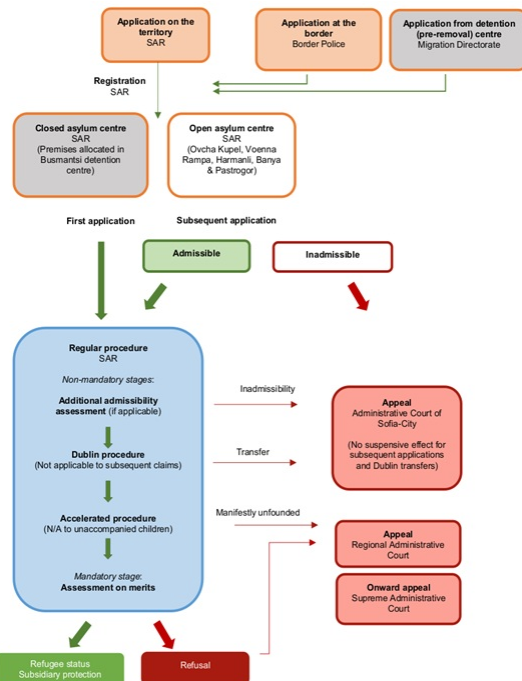 Application on the
territory
SAR
Application at the
border
Border Police
Application from detention
(pre-removal) centre
Migration Directorate
Registration
SAR
Closed asylum centre
SAR
(Premises allocated in
Busmantsi detention
centre)
Open asylum centre
SAR
(Ovcha Kupel, Voenna
Rampa, Harmanli, Banya
& Pastrogor)
First application
Subsequent application
Admissible
Inadmissible
Regular procedure
SAR
Non-mandatory stages:
Additional admissibility
assessment (if applicable)
Dublin procedure
(Not applicable to subsequent claims)
Accelerated procedure
(N/A to unaccompanied children)
Mandatory stage:
Assessment on merits
Inadmissibility
Transfer
Manifestly unfounded
Appeal
Administrative Court of
Sofia-City
(No suspensive effect for
subsequent applications
and Dublin transfers)
Appeal
Regional Administrative
Court
Onward appeal
Supreme Administrative
Court
Refugee status
Subsidiary protection
Refusal